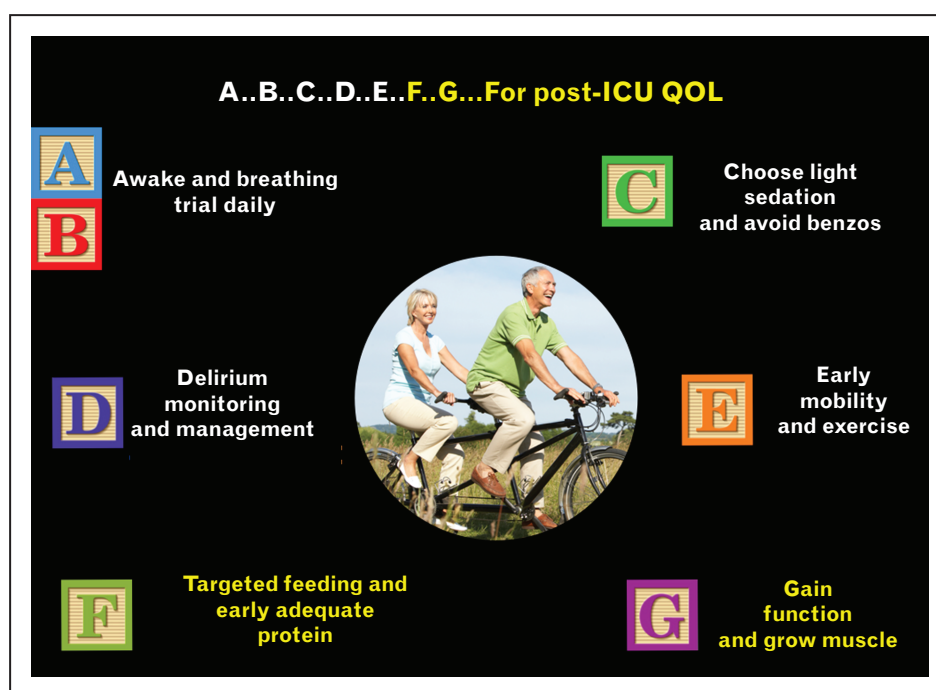 A..B..C..D..E..F..G...For post-ICU QOL
A
B
Awake and breathing
trial daily
C
Choose light
sedation
and avoid benzos
D
Delirium
monitoring
and management
E
Early
mobility
and exercise
F
Targeted feeding and
early adequate
protein
G
Gain
function
and grow muscle